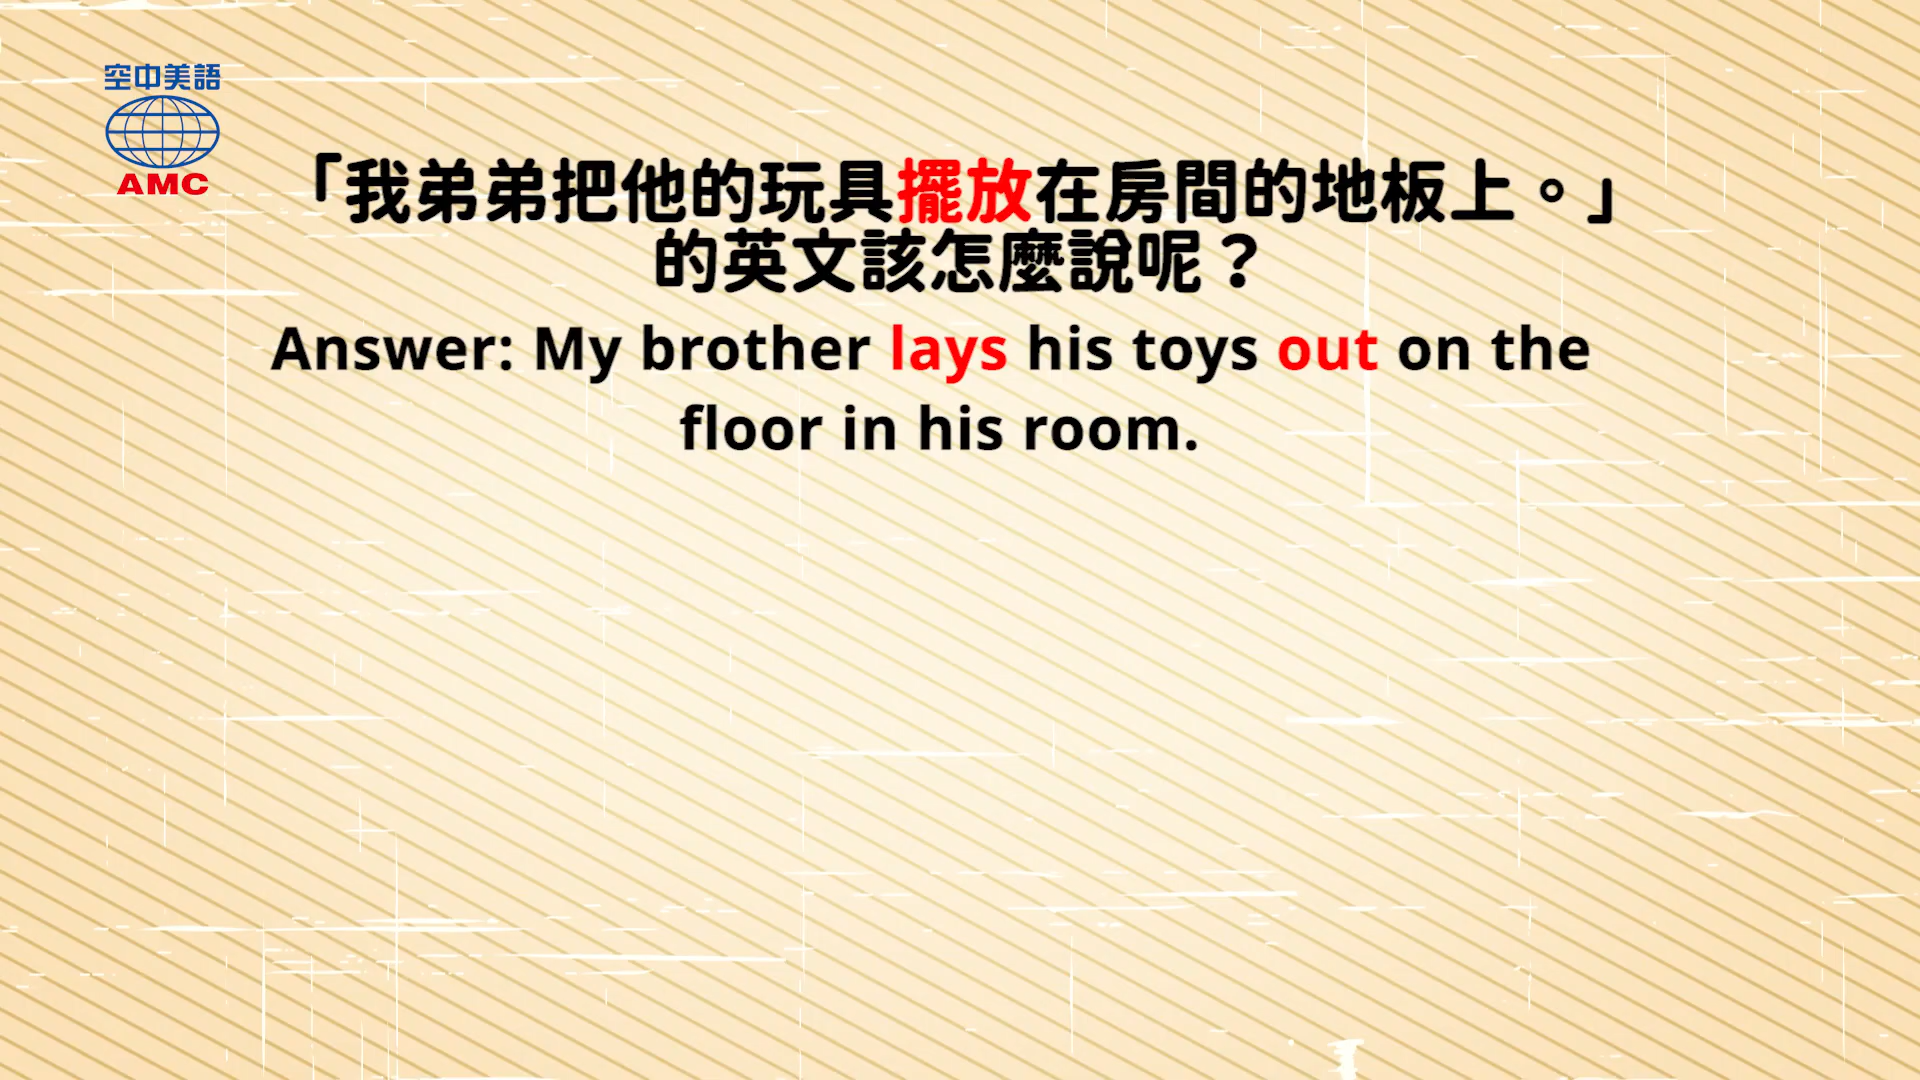 空中美語
AMC
「我弟弟把他的玩具擺放在房間的地板上。」
的英文該怎麼說呢？
Answer: My brother lays his toys out on the
floor in his room.